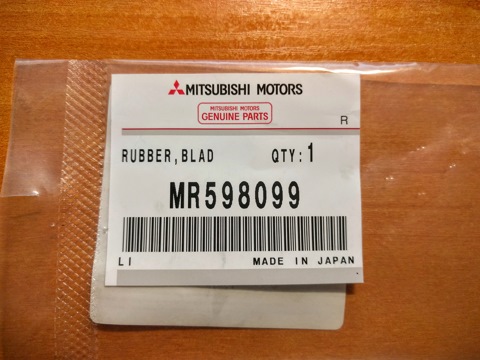 MITSUBISHI MOTORS
MITSUBISHI MOTORS
GENUINE PARTS
R
RUBBER,BLAD QTY:1
MR598099
LI MADE IN JAPAN